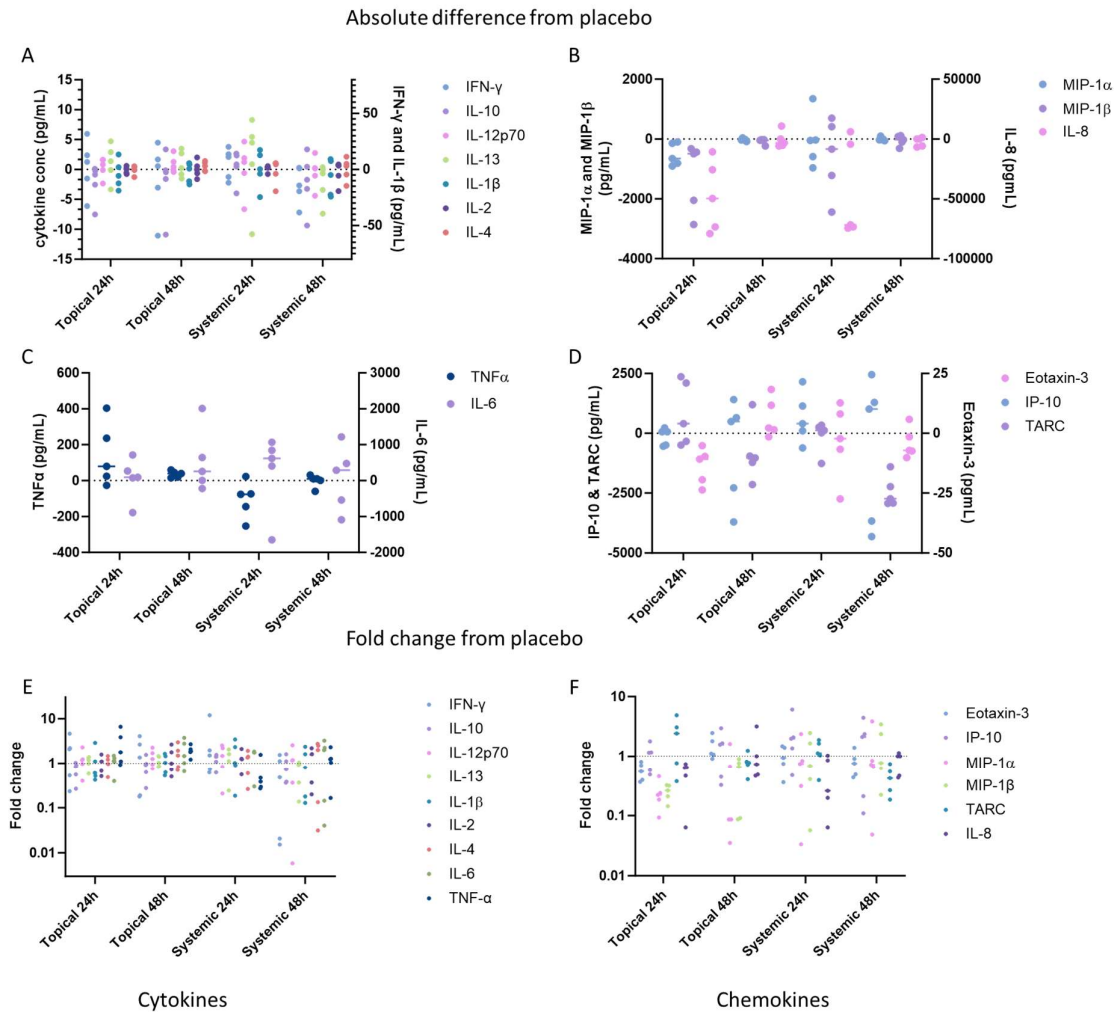 Absolute difference from placebo
A
15
10
5
0
-5
-10
-15
cytokine conc (pg/mL)
50
0
-50
IFN-γ and IL-1β (pg/mL)
Topical 24h
Topical 48h
Systemic 24h
Systemic 48h
IFN-γ
IL-10
IL-12p70
IL-13
IL-1β
IL-2
IL-4
B
2000
0
-2000
-4000
MIP-1α and MIP-1β
(pg/mL)
50000
0
-50000
-100000
IL-8 (pgmL)
Topical 24h
Topical 48h
Systemic 24h
Systemic 48h
MIP-1α
MIP-1β
IL-8
C
600
400
200
0
-200
-400
TNFα (pg/mL)
3000
2000
1000
0
-1000
-2000
IL-6 (pg/mL)
Topical 24h
Topical 48h
Systemic 24h
Systemic 48h
TNFα
IL-6
D
2500
0
-2500
-5000
IP-10 & TARC (pg/mL)
25
0
-25
-50
Eotaxin-3 (pgmL)
Topical 24h
Topical 48h
Systemic 24h
Systemic 48h
Eotaxin-3
IP-10
TARC
Fold change from placebo
E
10
1
0.1
0.01
Fold change
Topical 24h
Topical 48h
Systemic 24h
Systemic 48h
IFN-γ
IL-10
IL-12p70
IL-13
IL-1β
IL-2
IL-4
IL-6
TNF-α
F
10
1
0.1
0.01
Fold change
Topical 24h
Topical 48h
Systemic 24h
Systemic 48h
Eotaxin-3
IP-10
MIP-1α
MIP-1β
TARC
IL-8
Cytokines
Chemokines